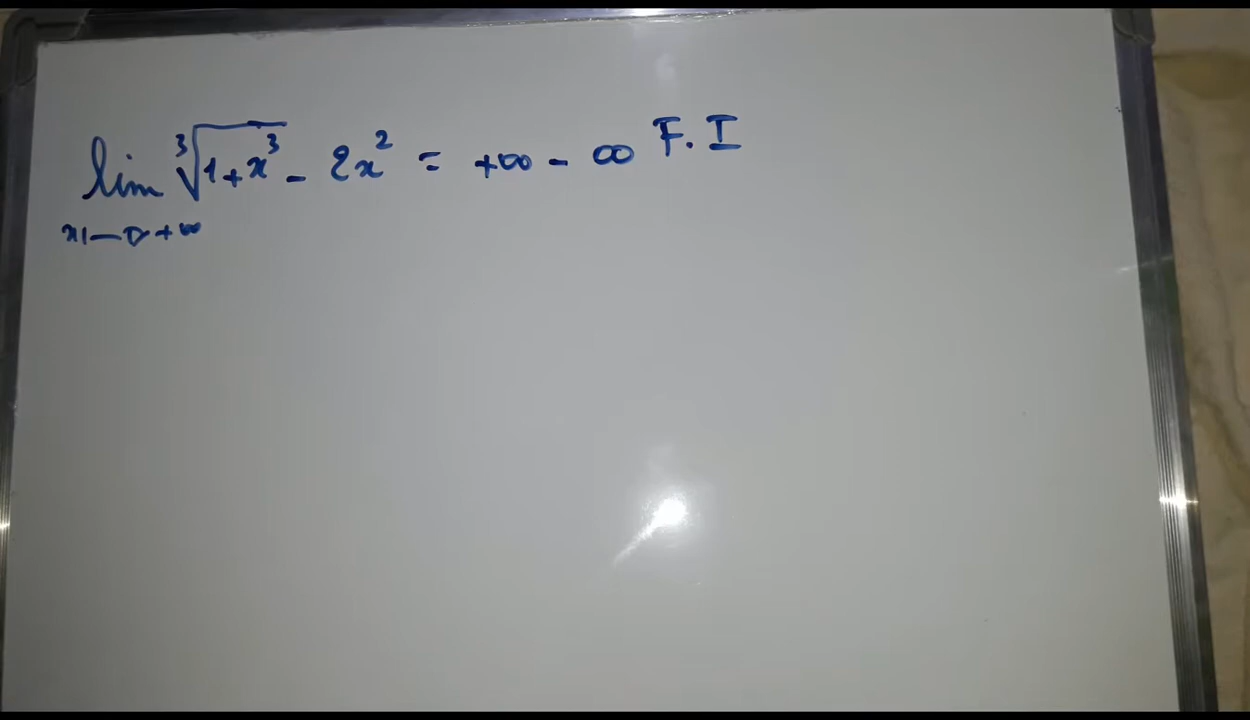 lim ∛(1+x³) - 2x² = +∞ - ∞ F.I
x|—▷+∞